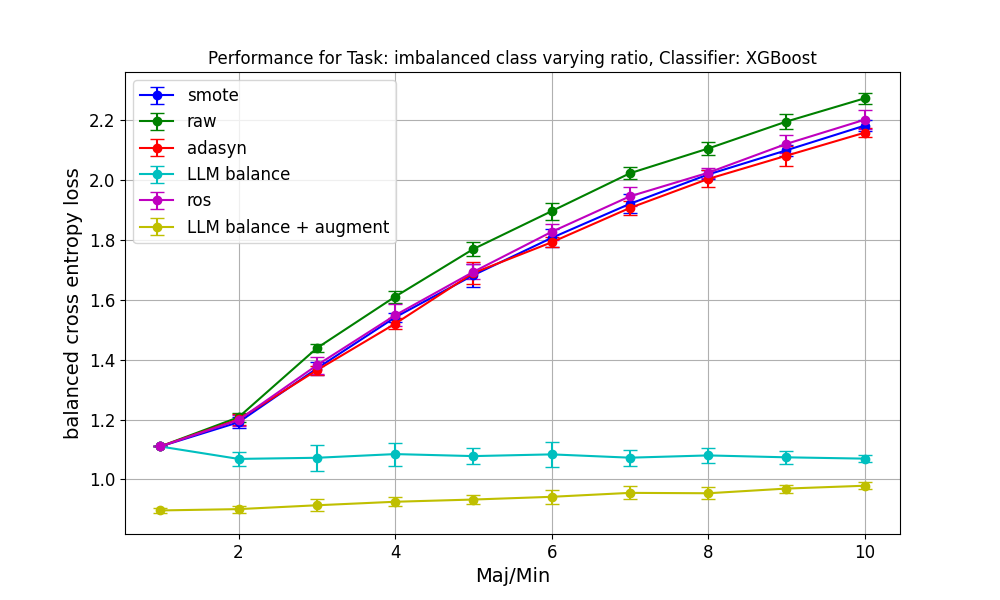 Performance for Task: imbalanced class varying ratio, Classifier: XGBoost
smote
raw
adasyn
LLM balance
ros
LLM balance + augment
balanced cross entropy loss
2.2
2.0
1.8
1.6
1.4
1.2
1.0
2
4
6
8
10
Maj/Min